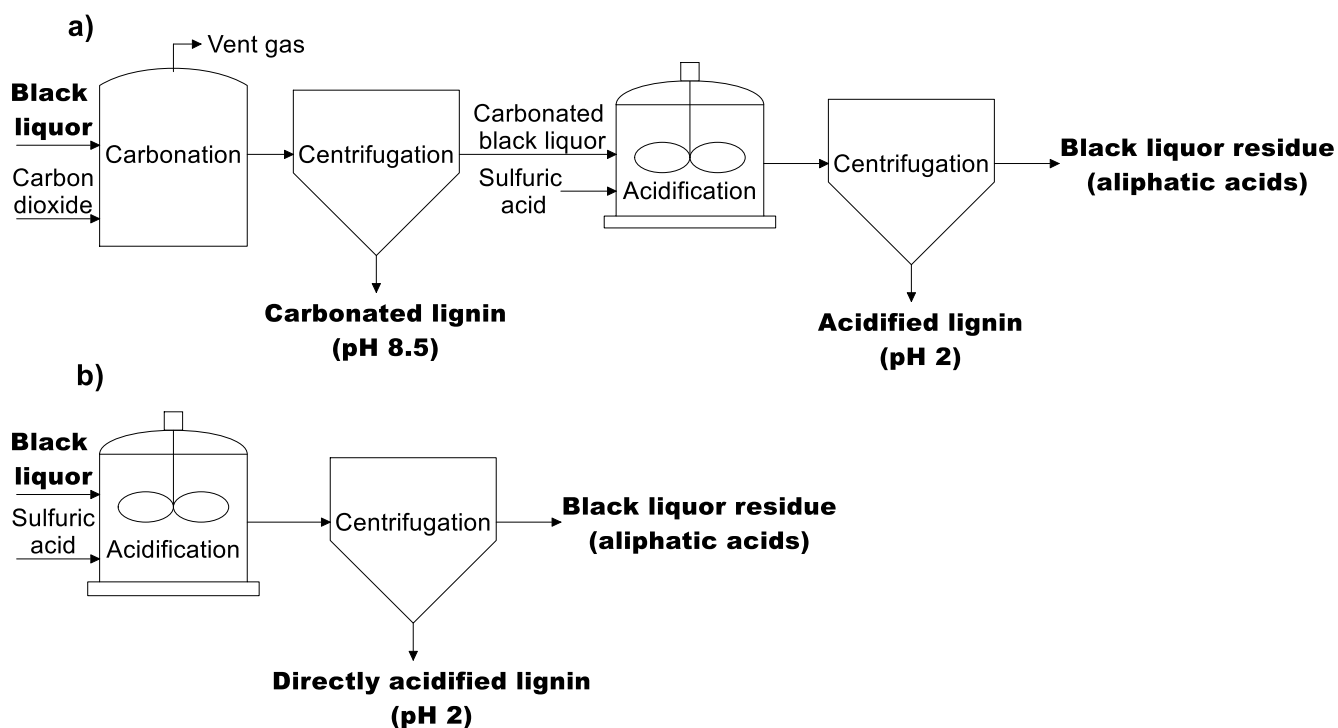 a)
Vent gas
Black
liquor
Carbon
dioxide
Carbonation
Centrifugation
Carbonated
black liquor
Sulfuric
acid
Acidification
Centrifugation
Black liquor residue
(aliphatic acids)
Carbonated lignin
(pH 8.5)
Acidified lignin
(pH 2)
b)
Black
liquor
Sulfuric
acid
Acidification
Centrifugation
Black liquor residue
(aliphatic acids)
Directly acidified lignin
(pH 2)